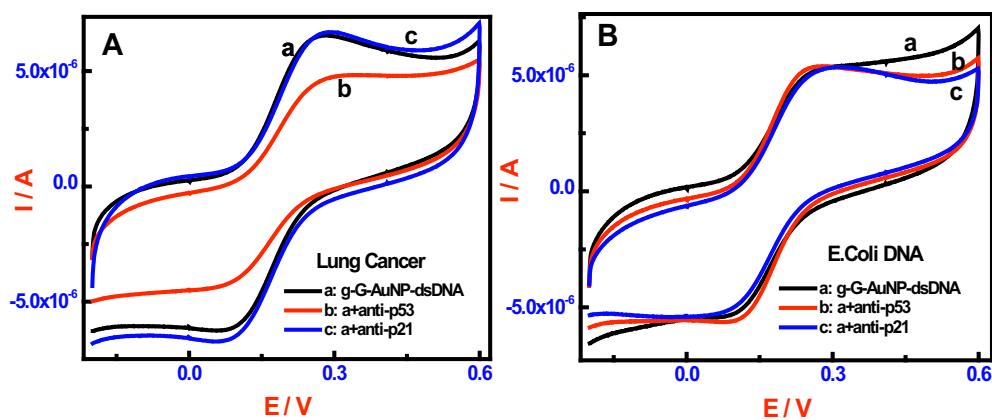 A
a
c
b
5.0x10⁻⁶
0.0
-5.0x10⁻⁶
I / A
Lung Cancer
a: g-G-AuNP-dsDNA
b: a+anti-p53
c: a+anti-p21
0.0
0.3
0.6
E / V
B
a
b
c
5.0x10⁻⁶
0.0
-5.0x10⁻⁶
I / A
E.Coli DNA
a: g-G-AuNP-dsDNA
b: a+anti-p53
c: a+anti-p21
0.0
0.3
0.6
E / V